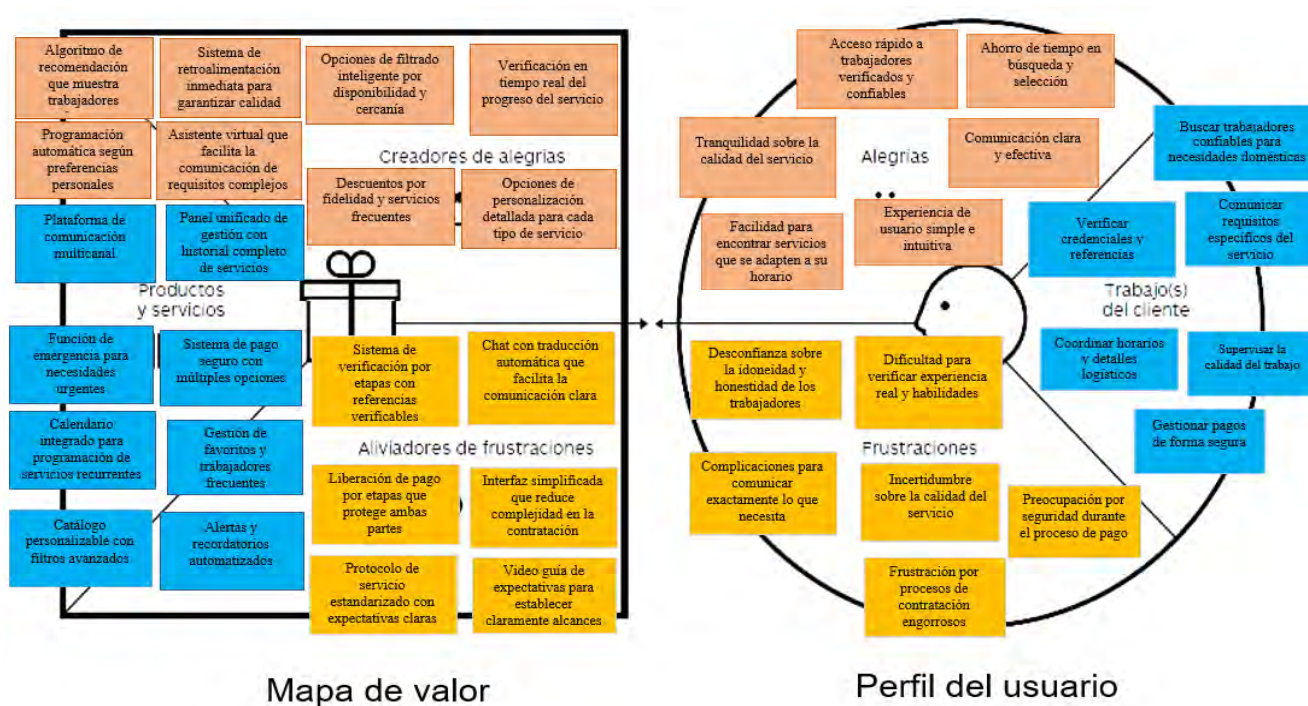 Algoritmo de
recomendación
que muestra
trabajadores
Sistema de
retroalimentación
inmediata para
garantizar calidad
Opciones de filtrado
inteligente por
disponibilidad y
cercanía
Verificación en
tiempo real del
progreso del servicio
Programación
automática según
preferencias
personales
Asistente virtual que
facilita la
comunicación de
requisitos complejos
Creadores de alegrías
Descuentos por
fidelidad y servicios
frecuentes
Opciones de
personalización
detallada para cada
tipo de servicio
Plataforma de
comunicación
multicanal
Panel unificado de
gestión con
historial completo
de servicios
Productos
y servicios
Función de
emergencia para
necesidades
urgentes
Sistema de pago
seguro con
múltiples opciones
Sistema de
verificación por
etapas con
referencias
verificables
Chat con traducción
automática que
facilita la
comunicación clara
Calendario
integrado para
programación de
servicios recurrentes
Gestión de
favoritos y
trabajadores
frecuentes
Aliviadores de frustraciones
Liberación de pago
por etapas que
protege ambas
partes
Interfaz simplificada
que reduce
complejidad en la
contratación
Catálogo
personalizable con
filtros avanzados
Alertas y
recordatorios
automatizados
Protocolo de
servicio
estandarizado con
expectativas claras
Video guía de
expectativas para
establecer
claramente alcances
Mapa de valor
Acceso rápido a
trabajadores
verificados y
confiables
Ahorro de tiempo en
búsqueda y
selección
Tranquilidad sobre la
calidad del servicio
Alegrías
Comunicación clara
y efectiva
Buscar trabajadores
confiables para
necesidades domésticas
Facilidad para
encontrar servicios
que se adapten a su
horario
Experiencia de
usuario simple e
intuitiva
Verificar
credenciales y
referencias
Comunicar
requisitos
específicos del
servicio
Trabajo(s)
del cliente
Desconfianza sobre
la idoneidad y
honestidad de los
trabajadores
Dificultad para
verificar experiencia
real y habilidades
Coordinar horarios
y detalles
logísticos
Supervisar la
calidad del trabajo
Gestionar pagos
de forma segura
Frustraciones
Complicaciones para
comunicar
exactamente lo que
necesita
Incertidumbre
sobre la calidad del
servicio
Preocupación por
seguridad durante
el proceso de pago
Frustración por
procesos de
contratación
engorrosos
Perfil del usuario